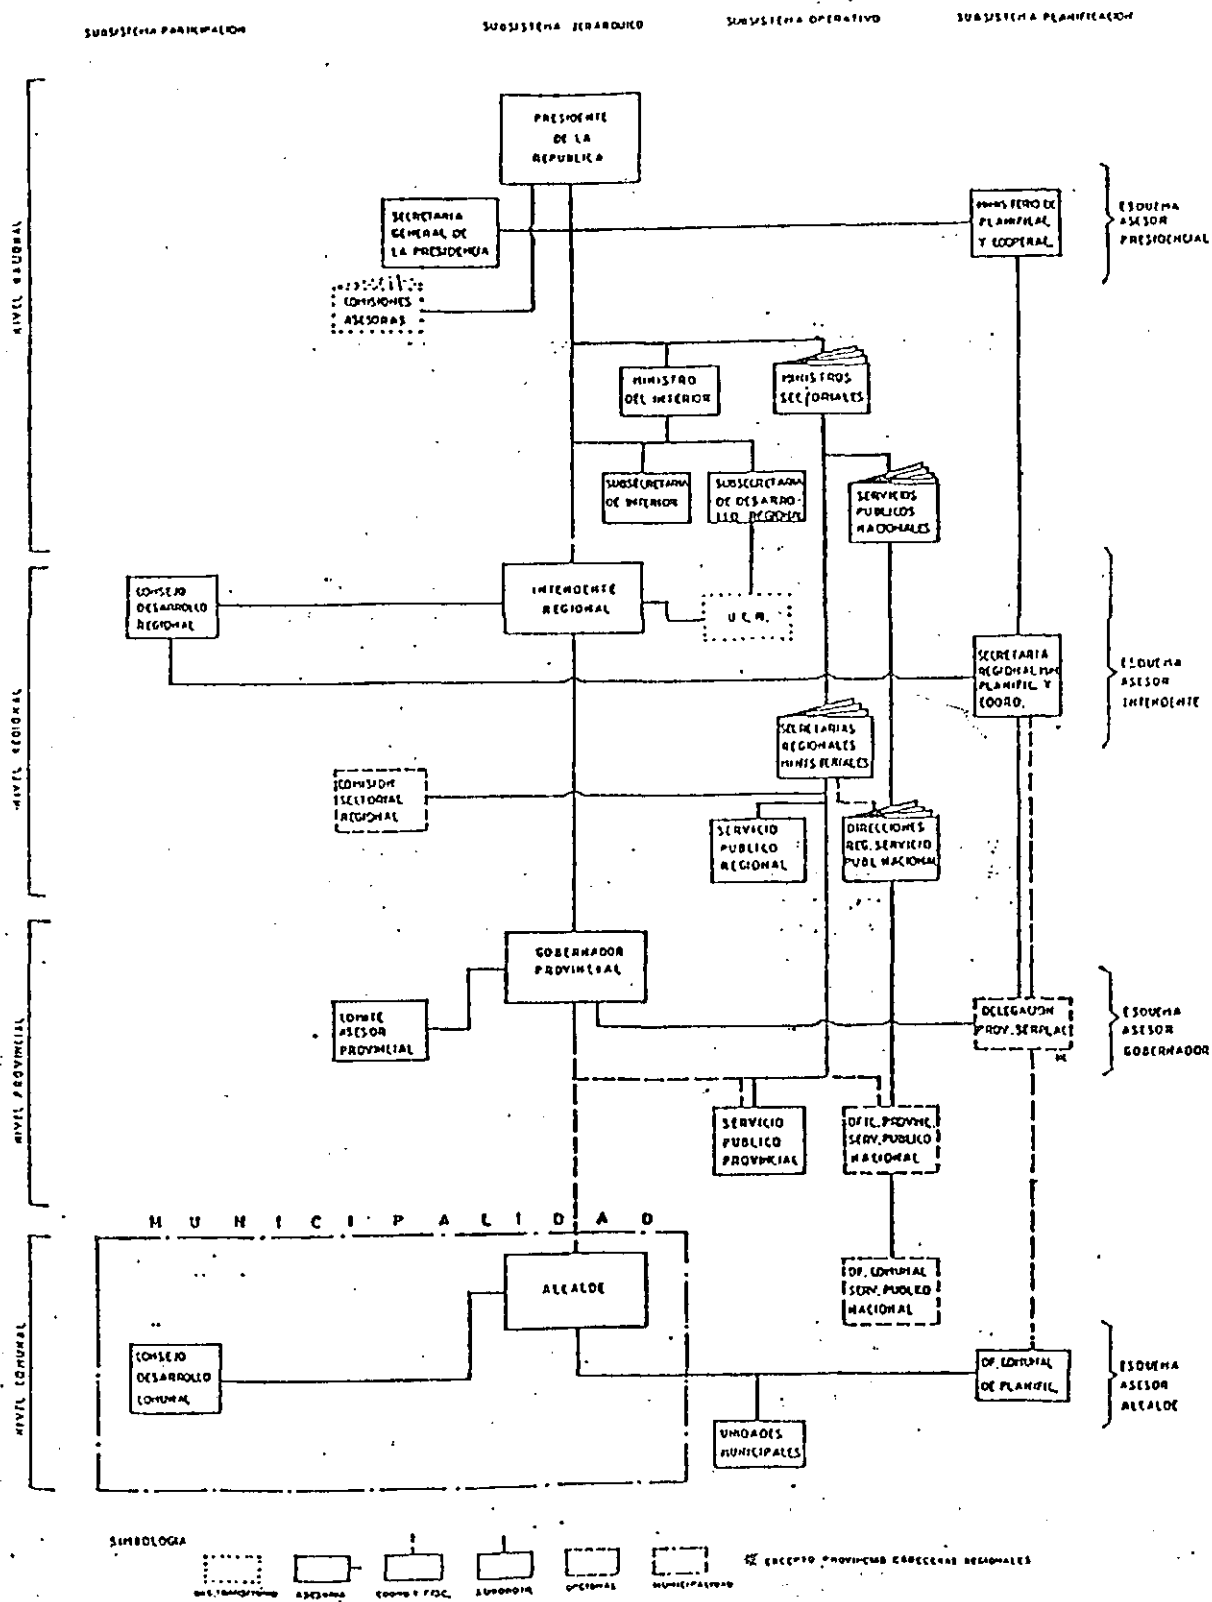 SUBSISTEMA PARTICIPACION
SUBSISTEMA JERARQUICO
SUBSISTEMA OPERATIVO
SUBSISTEMA PLANIFICACION
NIVEL NACIONAL
PRESIDENTE
DE LA
REPUBLICA
SECRETARIA
GENERAL DE
LA PRESIDENCIA
MINISTERIO DE
PLANIFICAC.
Y COOPERAC.
ESQUEMA
ASESOR
PRESIDENCIAL
COMISIONES
ASESORAS
MINISTRO
DEL INTERIOR
MINISTROS
SECTORIALES
SUBSECRETARIA
DE INTERIOR
SUBSECRETARIA
DE DESARRO-
LLO REGIONAL
SERVICIOS
PUBLICOS
NACIONALES
NIVEL REGIONAL
CONSEJO
DESARROLLO
REGIONAL
INTENDENTE
REGIONAL
U.C.R.
SECRETARIA
REGIONAL MIN.
PLANIFIC. Y
COORD.
ESQUEMA
ASESOR
INTENDENTE
SECRETARIAS
REGIONALES
MINISTERIALES
COMISION
SECTORIAL
REGIONAL
SERVICIO
PUBLICO
REGIONAL
DIRECCIONES
REG. SERVICIO
PUBL. NACIONAL
NIVEL PROVINCIAL
GOBERNADOR
PROVINCIAL
COMITE
ASESOR
PROVINCIAL
DELEGACION
PROV. SERPLAC
ESQUEMA
ASESOR
GOBERNADOR
SERVICIO
PUBLICO
PROVINCIAL
OFIC. PROVINC.
SERV. PUBLICO
NACIONAL
MUNICIPALIDAD
NIVEL COMUNAL
ALCALDE
OF. COMUNAL
SERV. PUBLICO
NACIONAL
CONSEJO
DESARROLLO
COMUNAL
OF. COMUNAL
DE PLANIFIC.
ESQUEMA
ASESOR
ALCALDE
UNIDADES
MUNICIPALES
SIMBOLOGIA
ASESORIA
COORD Y FISC.
SUBORDIN.
OPCIONAL
MUNICIPALIDAD
EXCEPTO PROVINCIAS CABECERAS REGIONALES